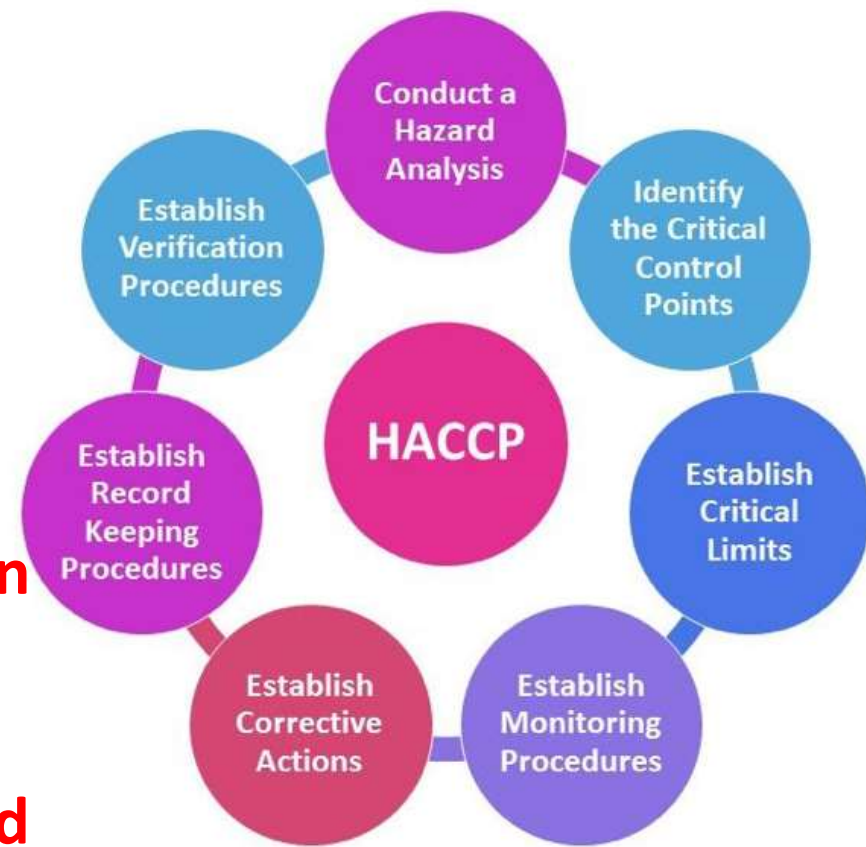 Conduct a
Hazard
Analysis
Identify
the Critical
Control
Points
Establish
Critical
Limits
Establish
Monitoring
Procedures
Establish
Corrective
Actions
Establish
Record
Keeping
Procedures
Establish
Verification
Procedures
HACCP
n
d